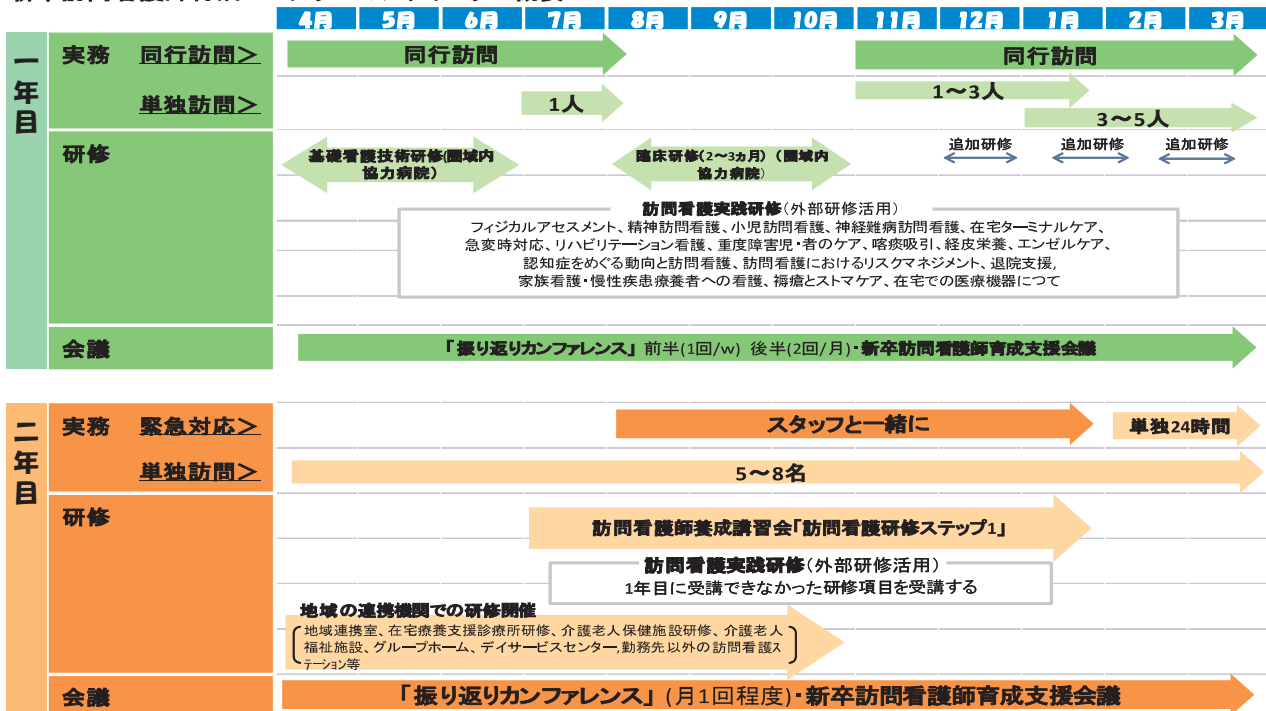 4月 5月 6月 7月 8月 9月 10月 11月 12月 1月 2月 3月
一年目
実務 同行訪問＞
同行訪問
同行訪問
単独訪問＞
1人
1～3人
3～5人
研修
基礎看護技術研修(圏域内
協力病院）
臨床研修(2～3ヵ月)（圏域内
協力病院）
追加研修
追加研修
追加研修
訪問看護実践研修(外部研修活用)
フィジカルアセスメント、精神訪問看護、小児訪問看護、神経難病訪問看護、在宅ターミナルケア、
急変時対応、リハビリテーション看護、重度障害児・者のケア、喀痰吸引、経皮栄養、エンゼルケア、
認知症をめぐる動向と訪問看護、訪問看護におけるリスクマネジメント、退院支援,
家族看護・慢性疾患療養者への看護、褥瘡とストマケア、在宅での医療機器につて
会議
「振り返りカンファレンス」 前半(1回/w) 後半(2回/月)・新卒訪問看護師育成支援会議
二年目
実務 緊急対応＞
スタッフと一緒に
単独24時間
単独訪問＞
5～8名
研修
訪問看護師養成講習会「訪問看護研修ステップ1」
訪問看護実践研修(外部研修活用)
1年目に受講できなかった研修項目を受講する
地域の連携機関での研修開催
地域連携室、在宅療養支援診療所研修、介護老人保健施設研修、介護老人
福祉施設、グループホーム、デイサービスセンター,勤務先以外の訪問看護ス
テーション等
会議
「振り返りカンファレンス」 (月1回程度)・新卒訪問看護師育成支援会議